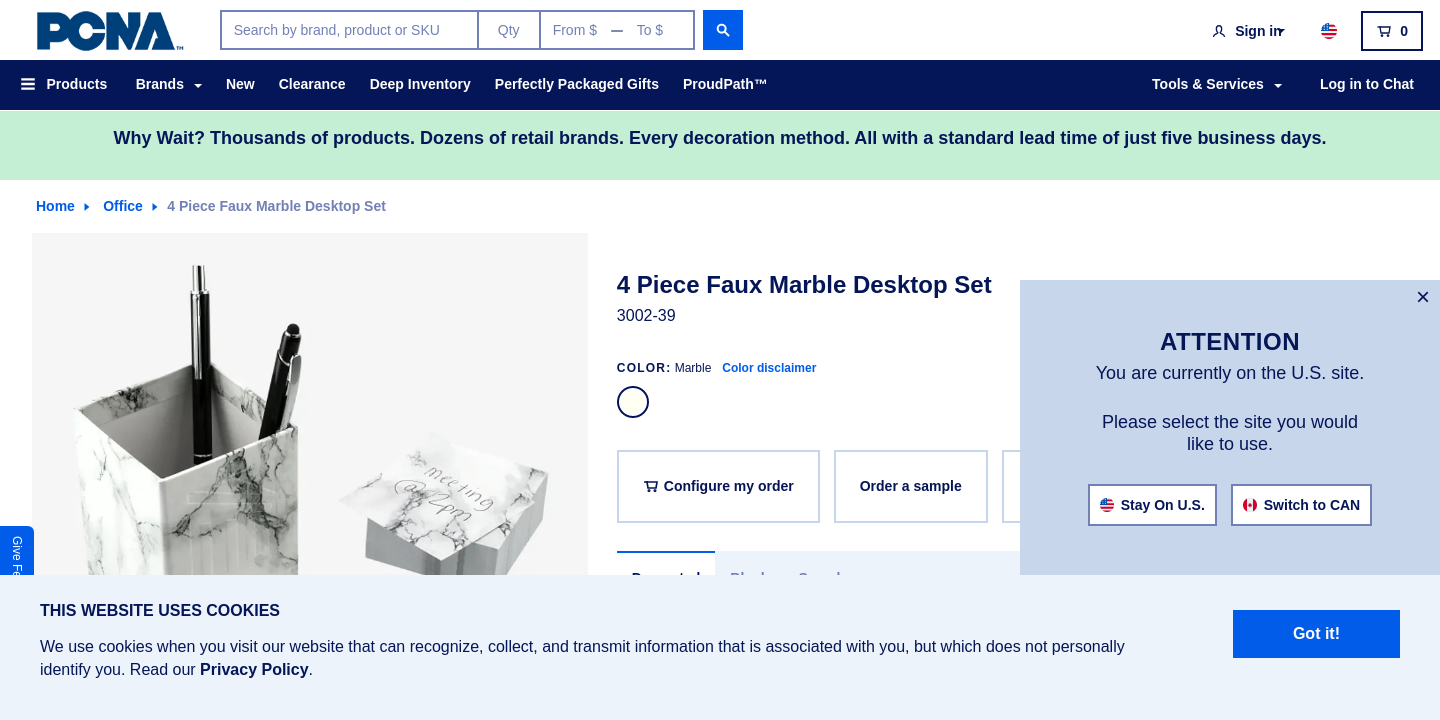 PCNA™
Search by brand, product or SKU
Qty
From $ — To $
Sign in
0
Products
Brands
New
Clearance
Deep Inventory
Perfectly Packaged Gifts
ProudPath™
Tools & Services
Log in to Chat
Why Wait? Thousands of products. Dozens of retail brands. Every decoration method. All with a standard lead time of just five business days.
Home
Office
4 Piece Faux Marble Desktop Set
meeting
@ 2pm
4 Piece Faux Marble Desktop Set
3002-39
COLOR: Marble Color disclaimer
Configure my order
Order a sample
×
ATTENTION
You are currently on the U.S. site.
Please select the site you would
like to use.
Stay On U.S.
Switch to CAN
Give Fe
THIS WEBSITE USES COOKIES
We use cookies when you visit our website that can recognize, collect, and transmit information that is associated with you, but which does not personally
identify you. Read our Privacy Policy.
Got it!